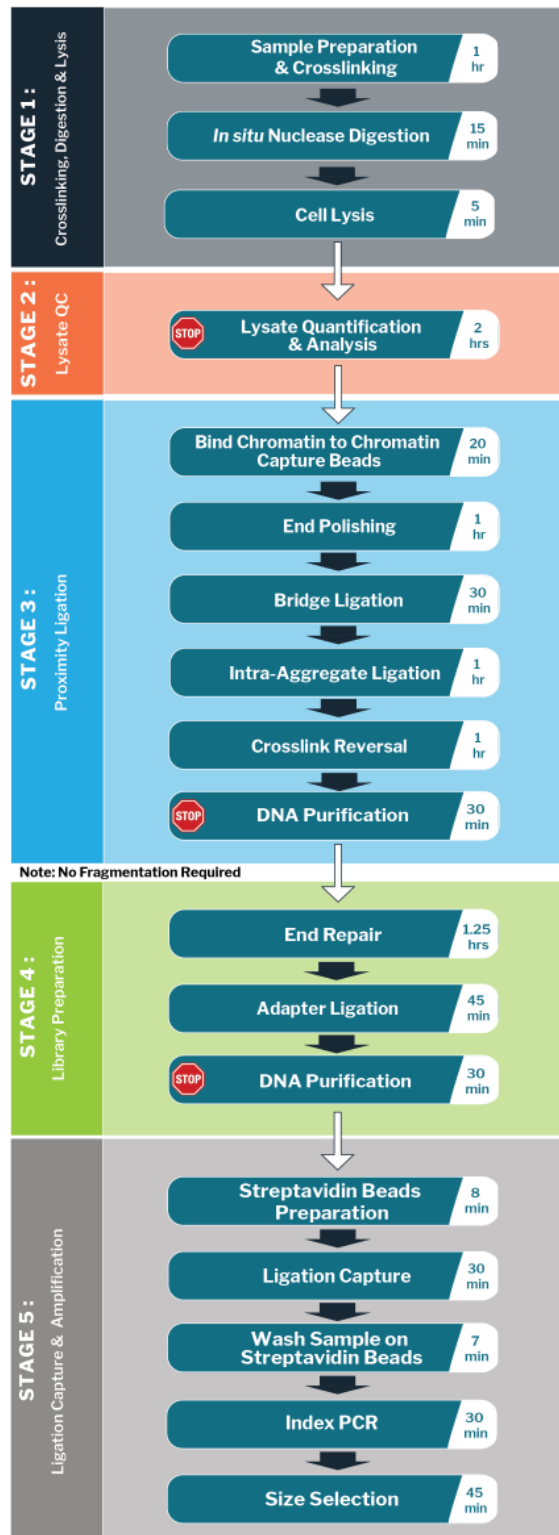 STAGE 1:
Crosslinking, Digestion & Lysis
Sample Preparation
& Crosslinking
1
hr
In situ Nuclease Digestion
15
min
Cell Lysis
5
min
STAGE 2:
Lysate QC
STOP
Lysate Quantification
& Analysis
2
hrs
STAGE 3:
Proximity Ligation
Bind Chromatin to Chromatin
Capture Beads
20
min
End Polishing
1
hr
Bridge Ligation
30
min
Intra-Aggregate Ligation
1
hr
Crosslink Reversal
1
hr
STOP
DNA Purification
30
min
Note: No Fragmentation Required
STAGE 4:
Library Preparation
End Repair
1.25
hrs
Adapter Ligation
45
min
STOP
DNA Purification
30
min
STAGE 5:
Ligation Capture & Amplification
Streptavidin Beads
Preparation
8
min
Ligation Capture
30
min
Wash Sample on
Streptavidin Beads
7
min
Index PCR
30
min
Size Selection
45
min